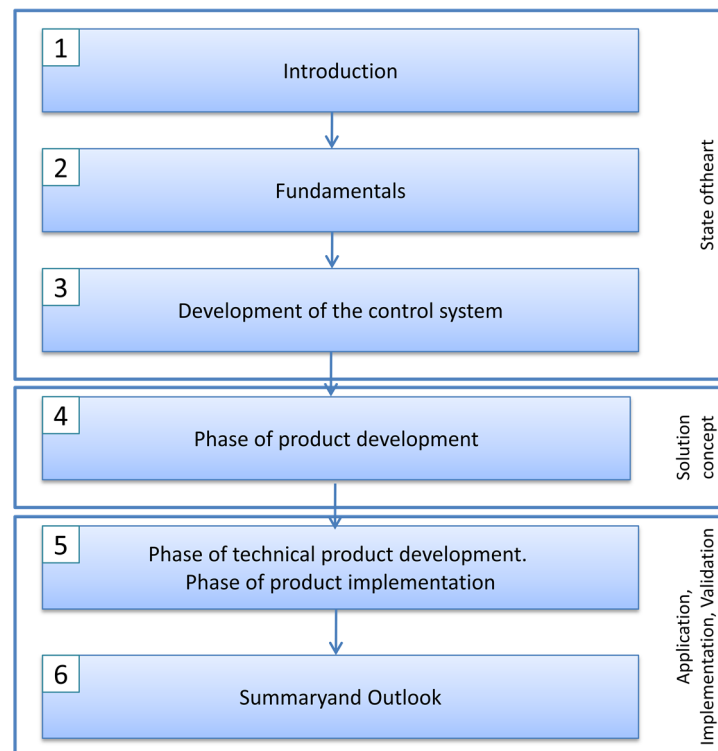 1
Introduction
2
Fundamentals
3
Development of the control system
State oftheart
4
Phase of product development
Solution
concept
5
Phase of technical product development.
Phase of product implementation
6
Summaryand Outlook
Application,
Implementation, Validation